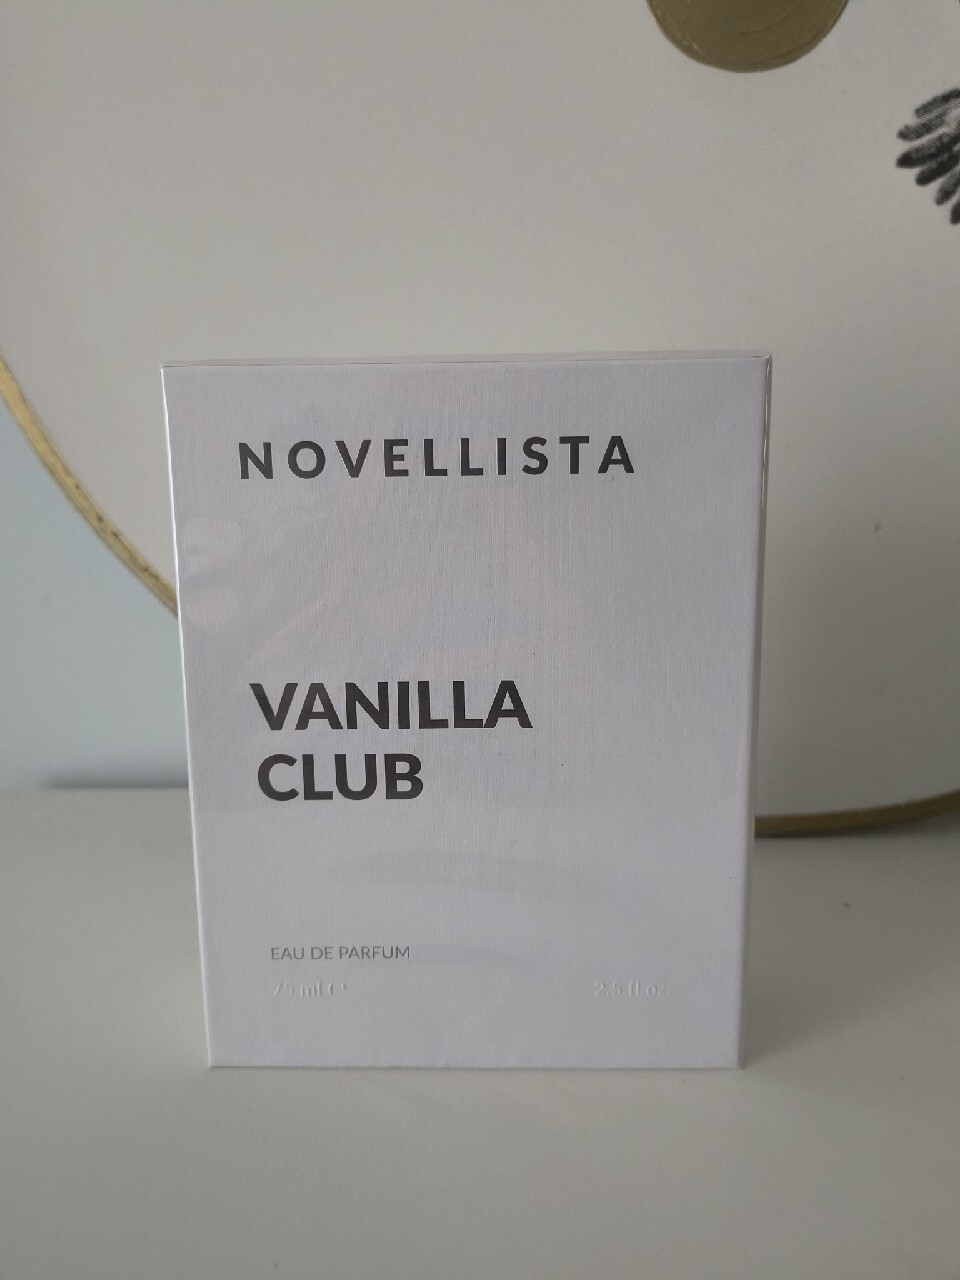 NOVELLISTA
VANILLA
CLUB
EAU DE PARFUM
75 ml ℮ 2.5 fl oz